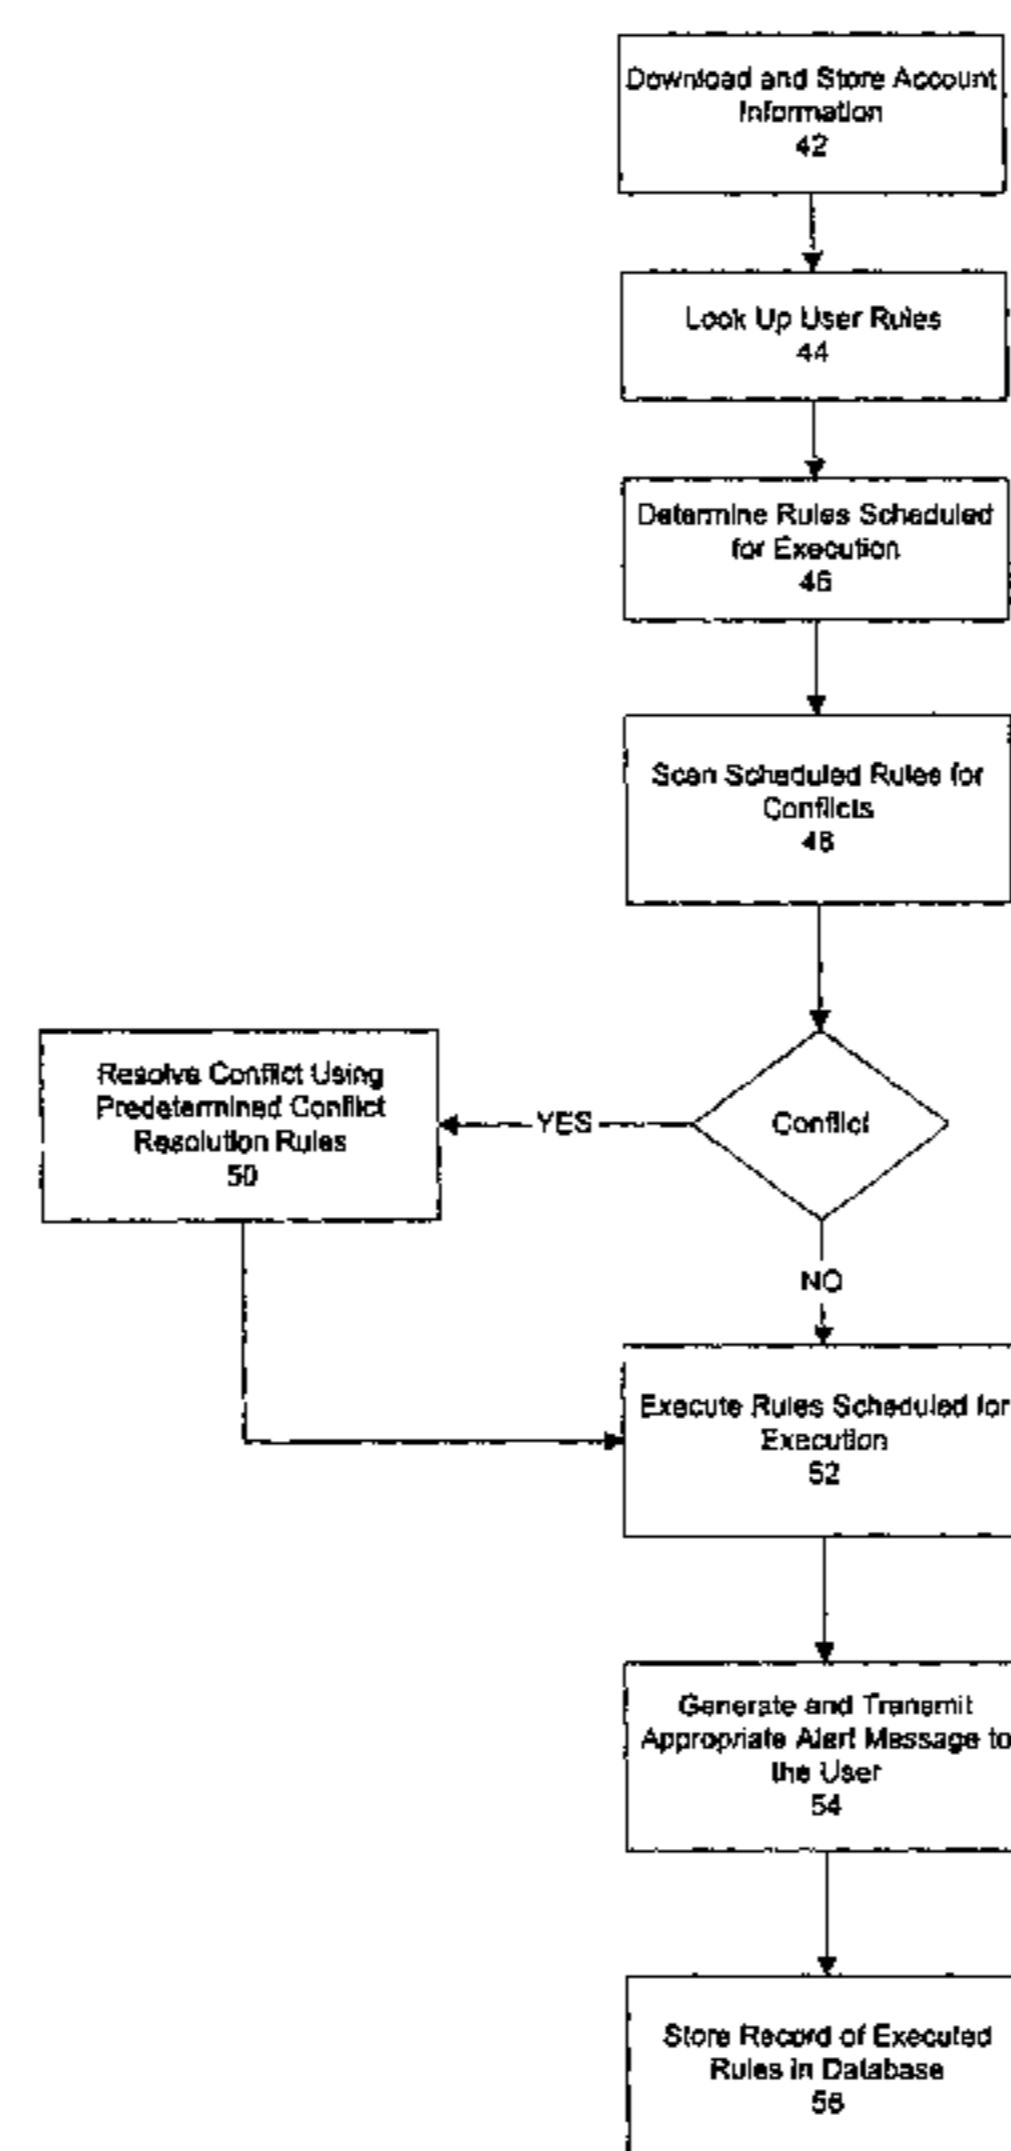 Download and Store Account
Information
42
Look Up User Rules
44
Determine Rules Scheduled
for Execution
46
Scan Scheduled Rules for
Conflicts
48
Conflict
YES
Resolve Conflict Using
Predetermined Conflict
Resolution Rules
50
NO
Execute Rules Scheduled for
Execution
52
Generate and Transmit
Appropriate Alert Message to
the User
54
Store Record of Executed
Rules in Database
56